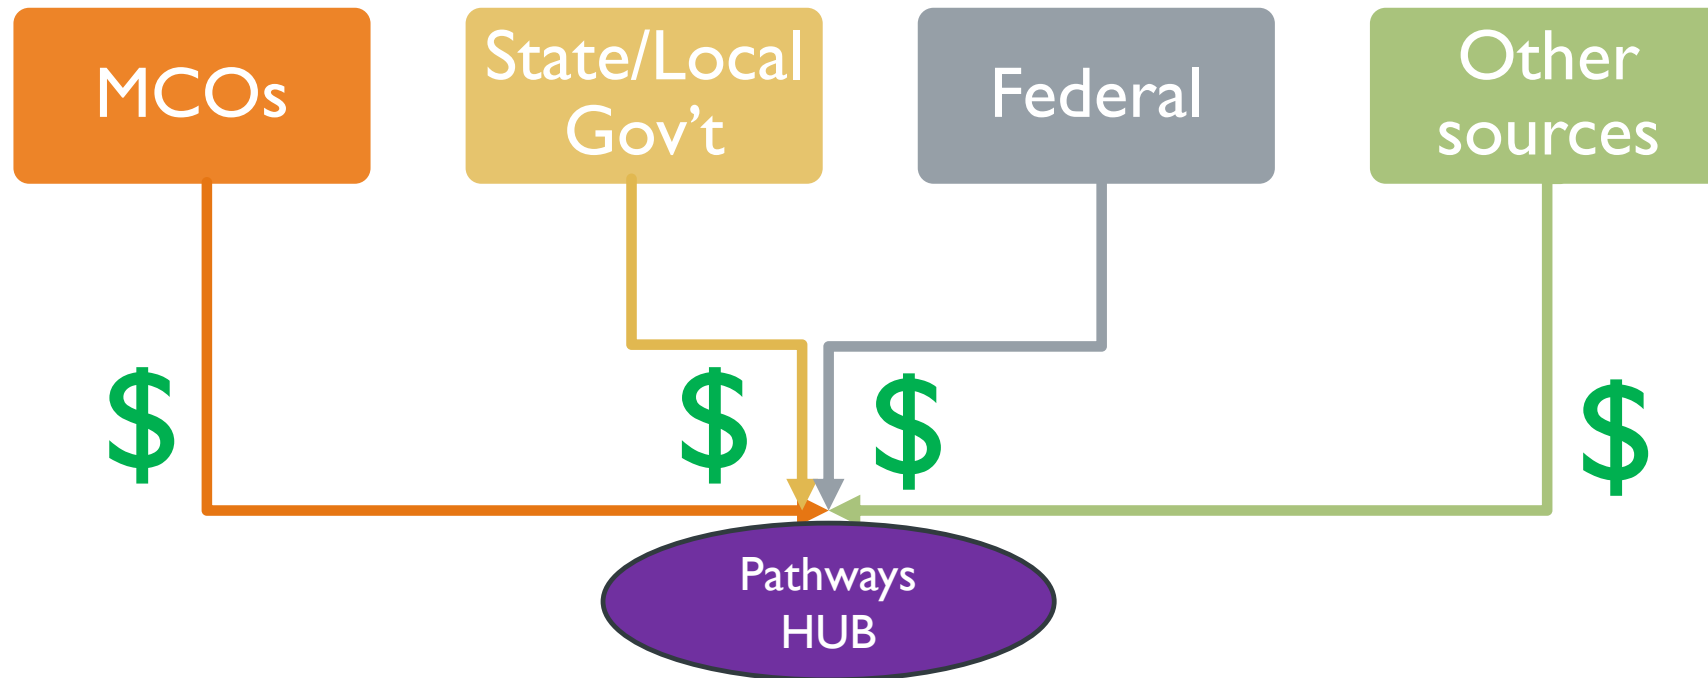 MCOs
State/Local
Gov’t
Federal
Other
sources
$
$
$
$
Pathways
HUB